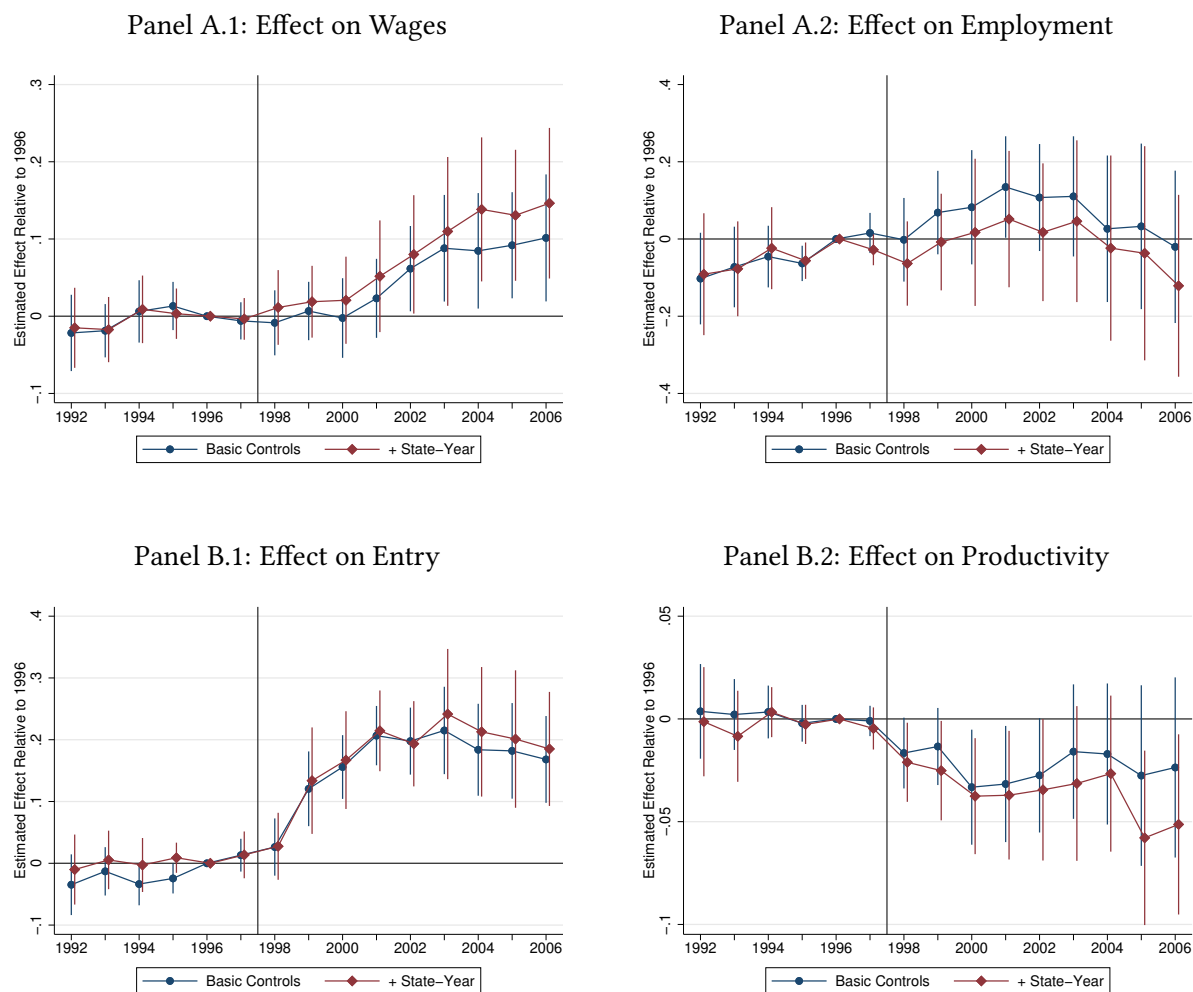 Panel A.1: Effect on Wages
Estimated Effect Relative to 1996
.3
.2
.1
0
-.1
1992 1994 1996 1998 2000 2002 2004 2006
Basic Controls + State-Year
Panel A.2: Effect on Employment
Estimated Effect Relative to 1996
.4
.2
0
-.2
-.4
1992 1994 1996 1998 2000 2002 2004 2006
Basic Controls + State-Year
Panel B.1: Effect on Entry
Estimated Effect Relative to 1996
.4
.3
.2
.1
0
-.1
1992 1994 1996 1998 2000 2002 2004 2006
Basic Controls + State-Year
Panel B.2: Effect on Productivity
Estimated Effect Relative to 1996
.05
0
-.05
-.1
1992 1994 1996 1998 2000 2002 2004 2006
Basic Controls + State-Year